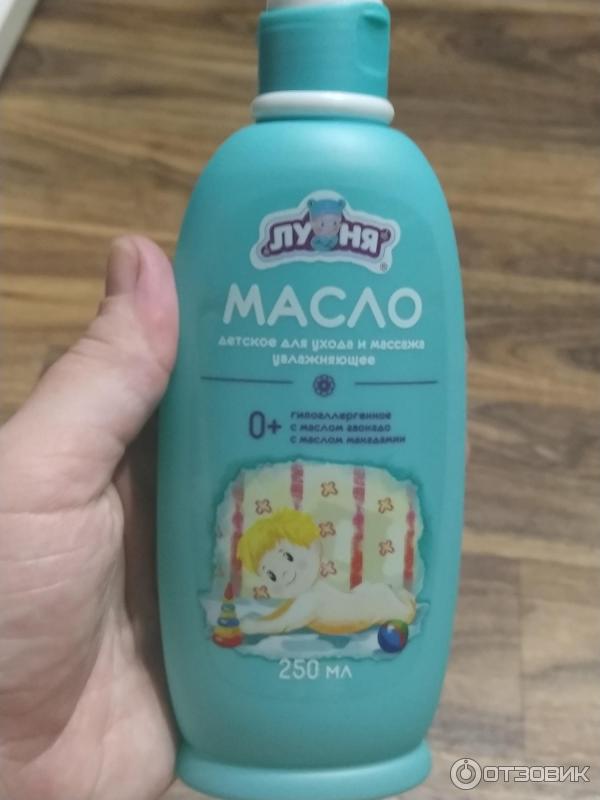 ЛУНЯ
®
МАСЛО
детское для ухода и массажа
увлажняющее
0+
гипоаллергенное
с маслом авокадо
с маслом макадамии
250 мл
ОТЗОВИК